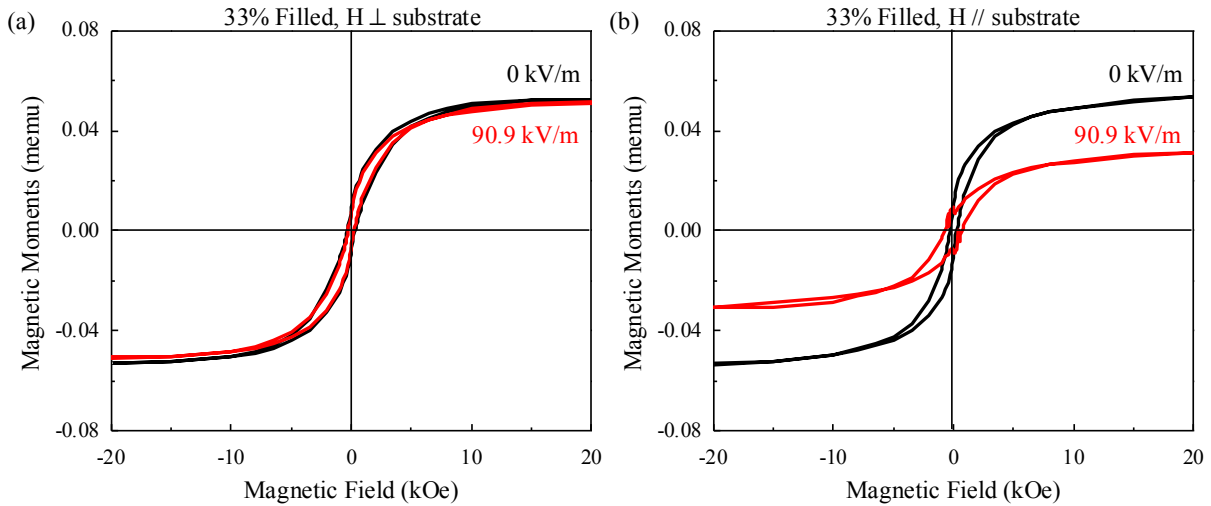 (a)
33% Filled, H ⊥ substrate
0.08
0.04
0.00
-0.04
-0.08
Magnetic Moments (memu)
0 kV/m
90.9 kV/m
-20 -10 0 10 20
Magnetic Field (kOe)
(b)
33% Filled, H // substrate
0.08
0.04
0.00
-0.04
-0.08
Magnetic Moments (memu)
0 kV/m
90.9 kV/m
-20 -10 0 10 20
Magnetic Field (kOe)